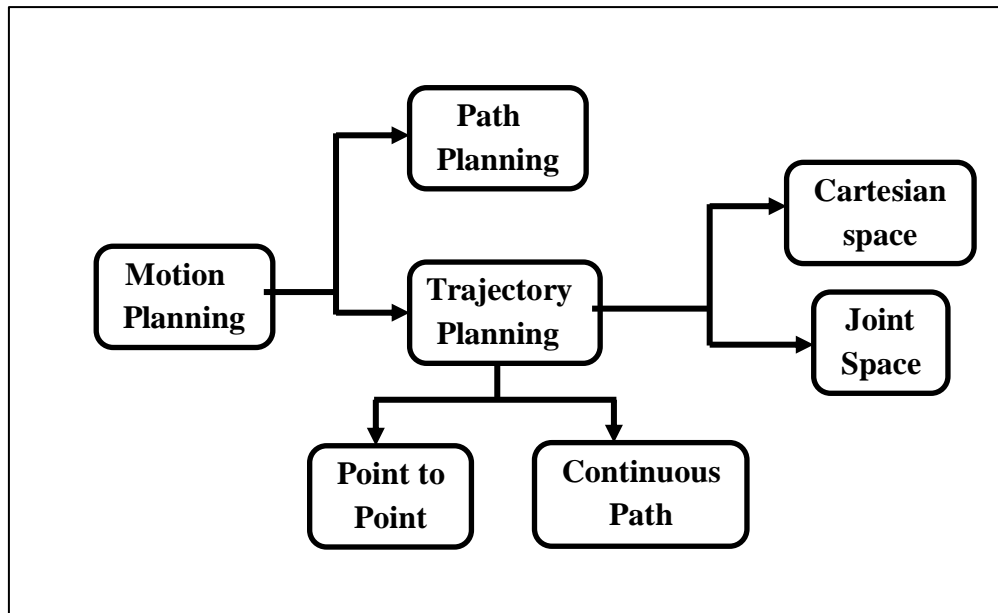 Path
Planning
Cartesian
space
Motion
Planning
Trajectory
Planning
Joint
Space
Point to
Point
Continuous
Path